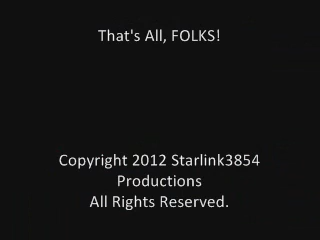 That's All, FOLKS!
Copyright 2012 Starlink3854
Productions
All Rights Reserved.